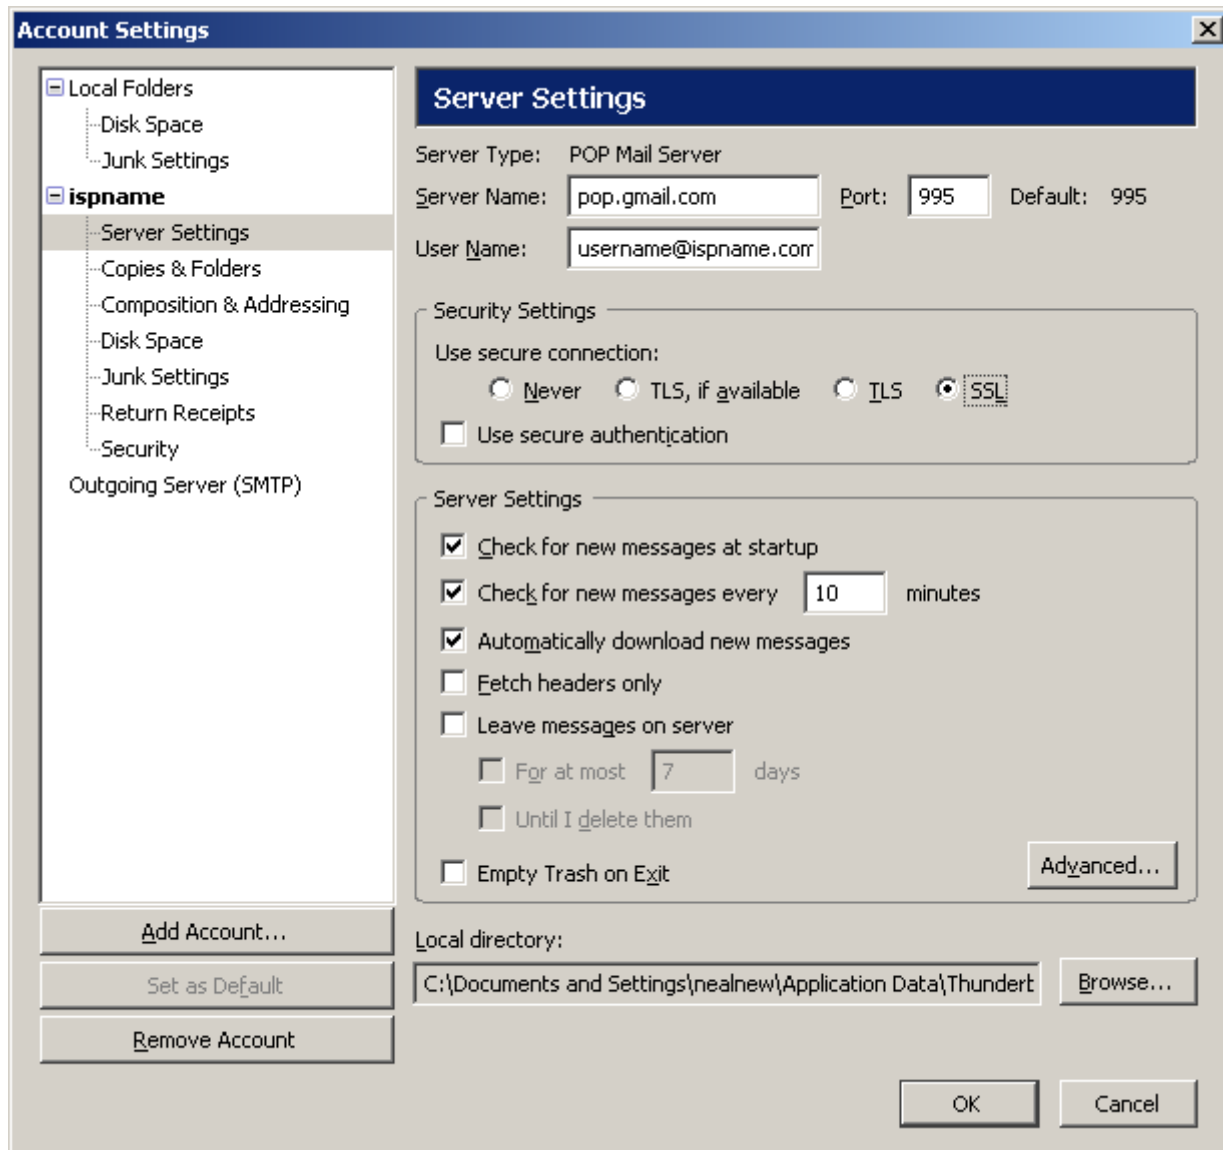 Account Settings
Local Folders
Disk Space
Junk Settings
ispname
Server Settings
Copies & Folders
Composition & Addressing
Disk Space
Junk Settings
Return Receipts
Security
Outgoing Server (SMTP)
Add Account...
Set as Default
Remove Account
Server Settings
Server Type: POP Mail Server
Server Name: pop.gmail.com Port: 995 Default: 995
User Name: username@ispname.com
Security Settings
Use secure connection:
Never TLS, if available TLS SSL
Use secure authentication
Server Settings
Check for new messages at startup
Check for new messages every 10 minutes
Automatically download new messages
Fetch headers only
Leave messages on server
For at most 7 days
Until I delete them
Empty Trash on Exit Advanced...
Local directory:
C:\Documents and Settings\nealnew\Application Data\Thundert Browse...
OK Cancel